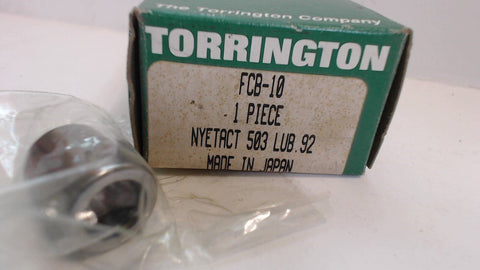 The Torrington Company
TORRINGTON
FCB-10
1 PIECE
NYETACT 503 LUB.92
MADE IN JAPAN